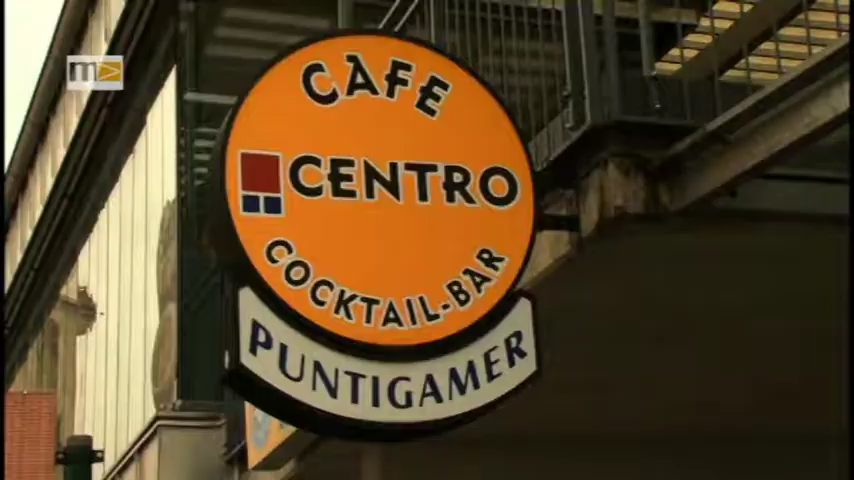 m>
CAFE
CENTRO
COCKTAIL-BAR
PUNTIGAMER